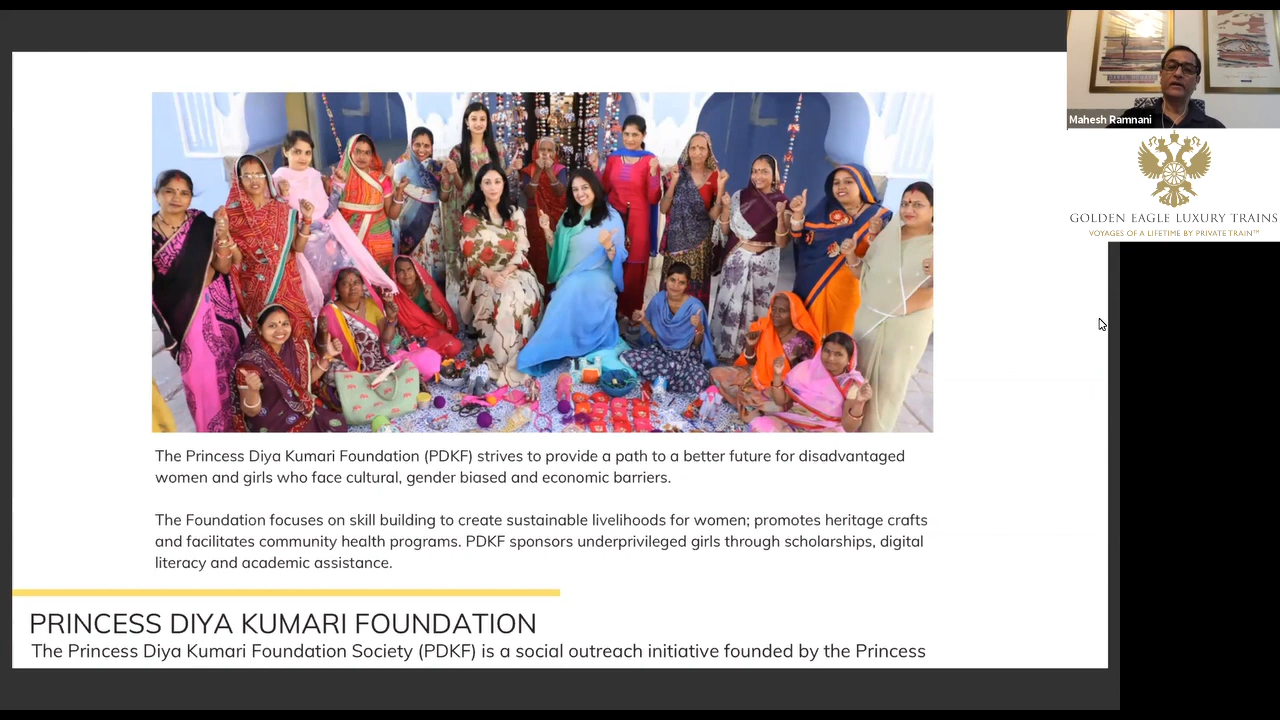 Mahesh Ramnani
GOLDEN EAGLE LUXURY TRAINS
VOYAGES OF A LIFETIME BY PRIVATE TRAIN™
The Princess Diya Kumari Foundation (PDKF) strives to provide a path to a better future for disadvantaged
women and girls who face cultural, gender biased and economic barriers.
The Foundation focuses on skill building to create sustainable livelihoods for women; promotes heritage crafts
and facilitates community health programs. PDKF sponsors underprivileged girls through scholarships, digital
literacy and academic assistance.
PRINCESS DIYA KUMARI FOUNDATION
The Princess Diya Kumari Foundation Society (PDKF) is a social outreach initiative founded by the Princess